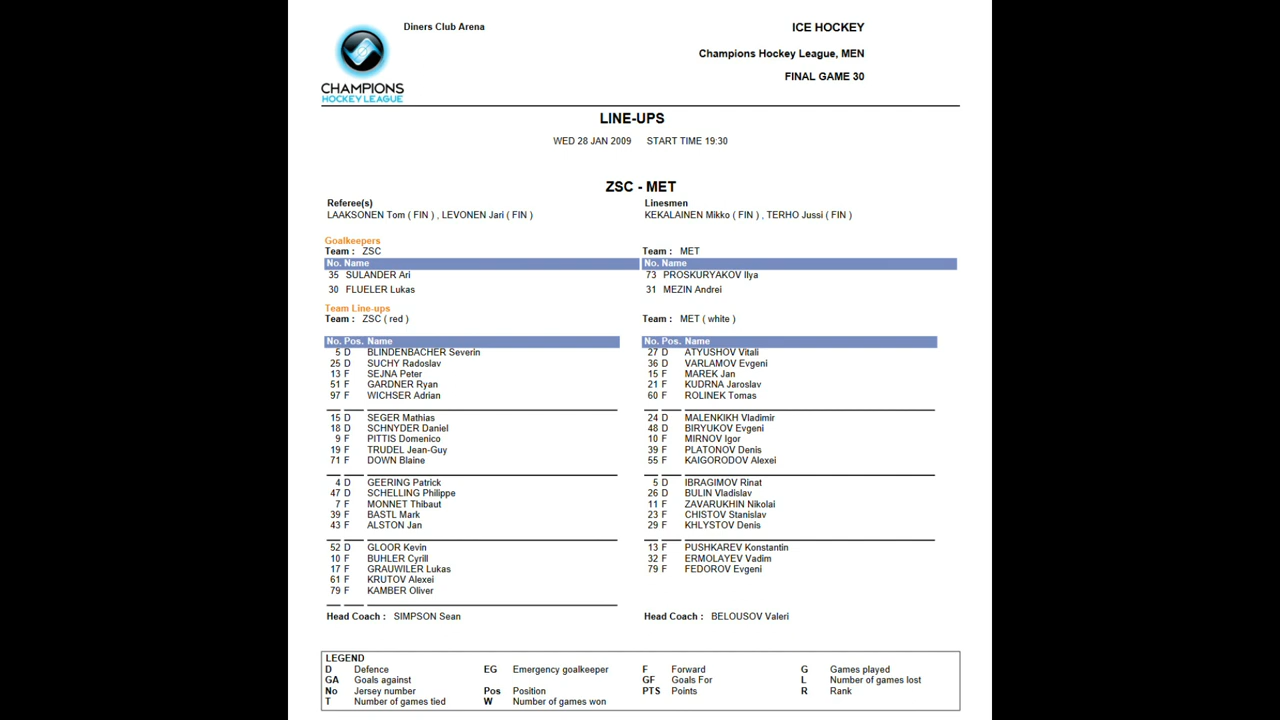 Diners Club Arena
ICE HOCKEY
Champions Hockey League, MEN
FINAL GAME 30
CHAMPIONS
HOCKEY LEAGUE
LINE-UPS
WED 28 JAN 2009 START TIME 19:30
ZSC - MET
Referee(s) Linesmen
LAAKSONEN Tom ( FIN ) , LEVONEN Jari ( FIN ) KEKALAINEN Mikko ( FIN ) , TERHO Jussi ( FIN )
Goalkeepers
Team : ZSC Team : MET
No. Name No. Name
35 SULANDER Ari 73 PROSKURYAKOV Ilya
30 FLUELER Lukas 31 MEZIN Andrei
Team Line-ups
Team : ZSC ( red ) Team : MET ( white )
No. Pos. Name No. Pos. Name
5 D BLINDENBACHER Severin 27 D ATYUSHOV Vitali
25 D SUCHY Radoslav 36 D VARLAMOV Evgeni
13 F SEJNA Peter 15 F MAREK Jan
51 F GARDNER Ryan 21 F KUDRNA Jaroslav
97 F WICHSER Adrian 60 F ROLINEK Tomas
15 D SEGER Mathias 24 D MALENKIKH Vladimir
18 D SCHNYDER Daniel 48 D BIRYUKOV Evgeni
9 F PITTIS Domenico 10 F MIRNOV Igor
19 F TRUDEL Jean-Guy 39 F PLATONOV Denis
71 F DOWN Blaine 55 F KAIGORODOV Alexei
4 D GEERING Patrick 5 D IBRAGIMOV Rinat
47 D SCHELLING Philippe 26 D BULIN Vladislav
7 F MONNET Thibaut 11 F ZAVARUKHIN Nikolai
39 F BASTL Mark 23 F CHISTOV Stanislav
43 F ALSTON Jan 29 F KHLYSTOV Denis
52 D GLOOR Kevin 13 F PUSHKAREV Konstantin
10 F BUHLER Cyrill 32 F ERMOLAYEV Vadim
17 F GRAUWILER Lukas 79 F FEDOROV Evgeni
61 F KRUTOV Alexei
79 F KAMBER Oliver
Head Coach : SIMPSON Sean Head Coach : BELOUSOV Valeri
LEGEND
D Defence EG Emergency goalkeeper F Forward G Games played
GA Goals against GF Goals For L Number of games lost
No Jersey number Pos Position PTS Points R Rank
T Number of games tied W Number of games won